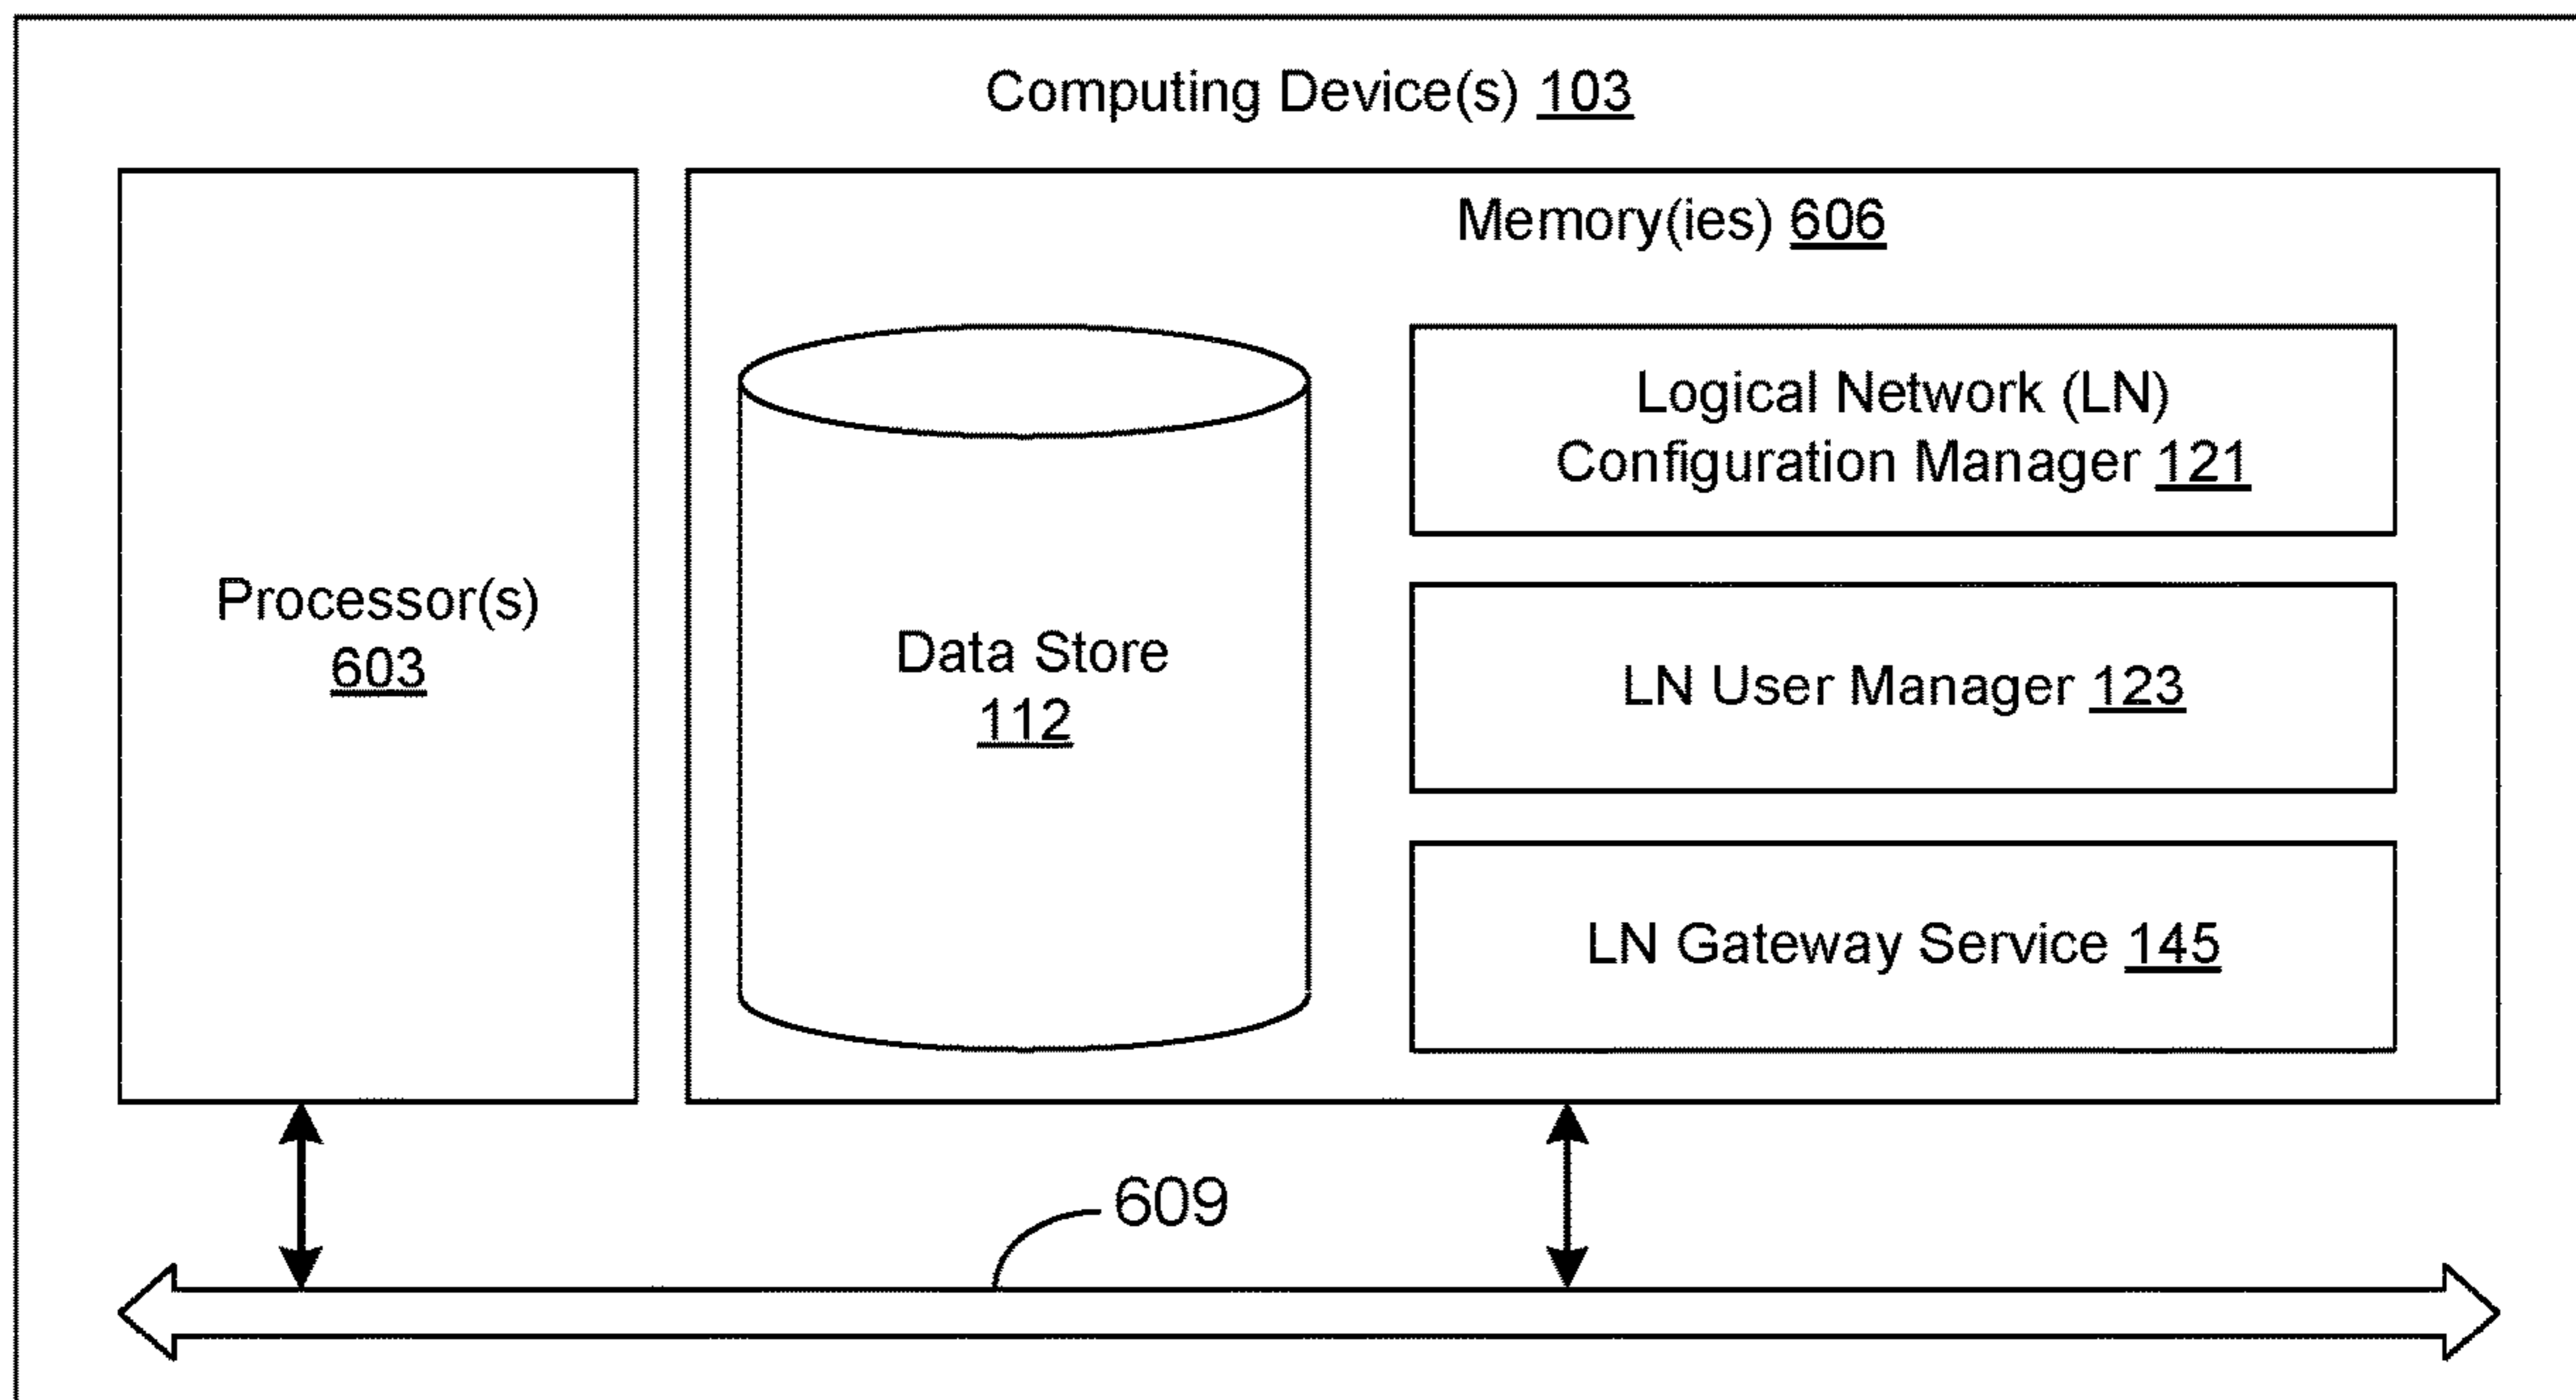 Computing Device(s) 103
Memory(ies) 606
Processor(s)
603
Data Store
112
Logical Network (LN)
Configuration Manager 121
LN User Manager 123
LN Gateway Service 145
609